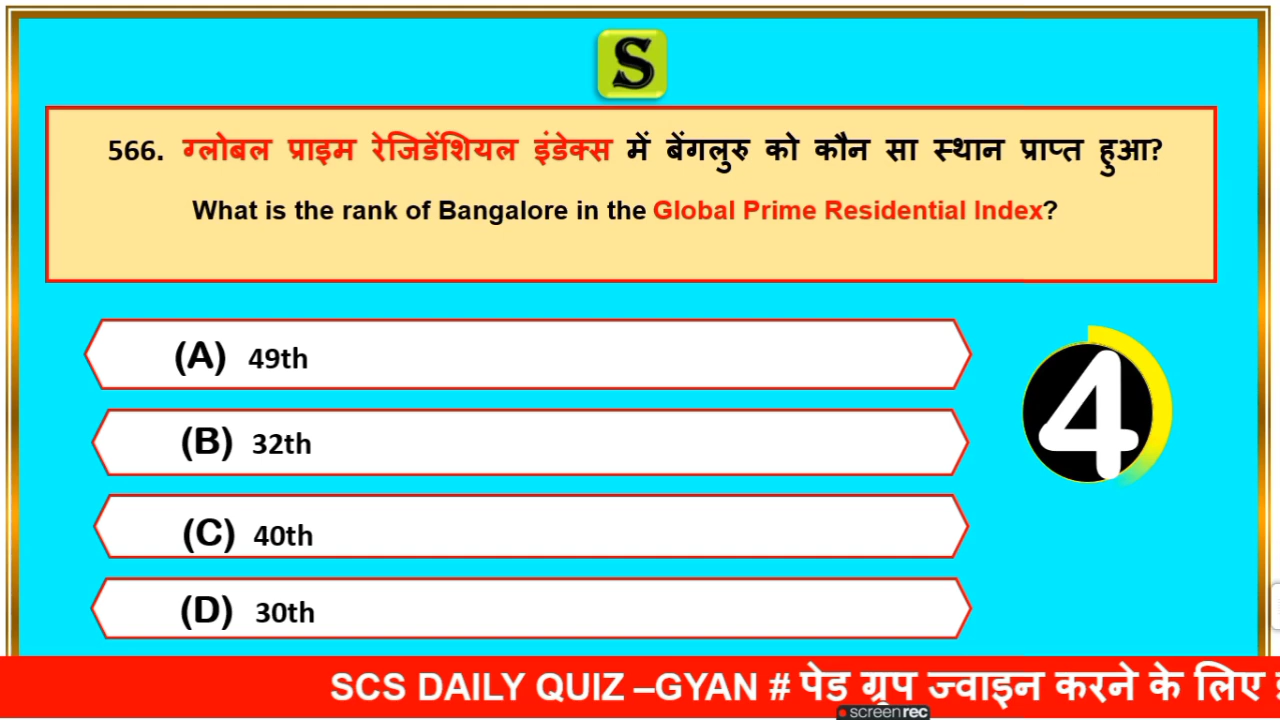 S
566. ग्लोबल प्राइम रेजिडेंशियल इंडेक्स में बेंगलुरु को कौन सा स्थान प्राप्त हुआ?
What is the rank of Bangalore in the Global Prime Residential Index?
(A) 49th
4
(B) 32th
(C) 40th
(D) 30th
SCS DAILY QUIZ –GYAN # पेड ग्रुप ज्वाइन करने के लिए
screenrec